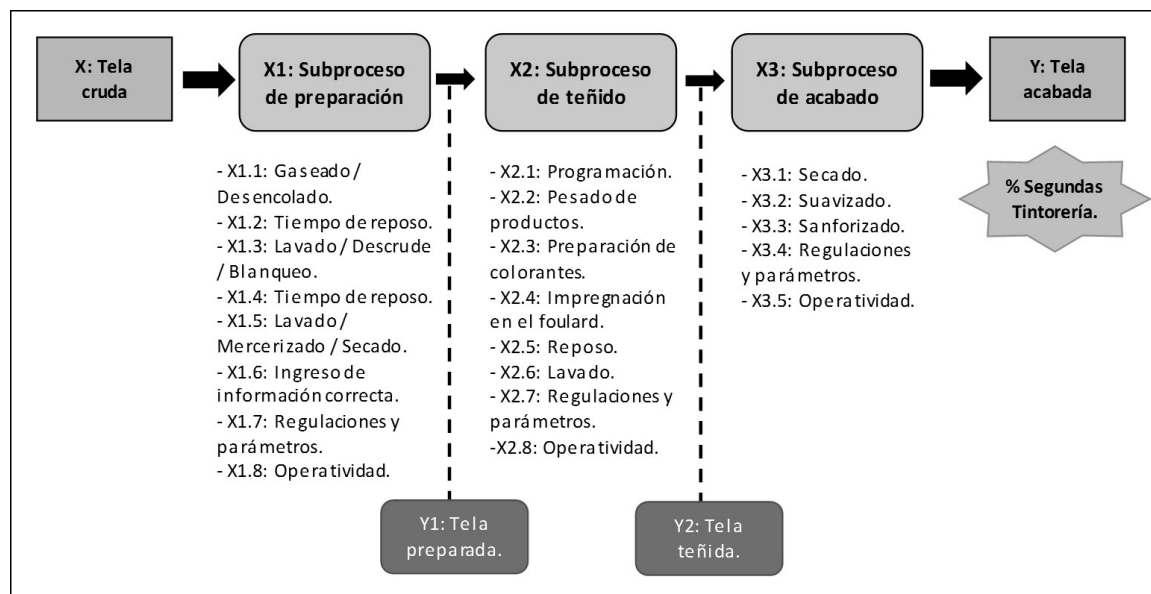 X: Tela
cruda
X1: Subproceso
de preparación
X2: Subproceso
de teñido
X3: Subproceso
de acabado
Y: Tela
acabada
- X1.1: Gaseado /
Desencolado.
- X1.2: Tiempo de reposo.
- X1.3: Lavado / Descrude
/ Blanqueo.
- X1.4: Tiempo de reposo.
- X1.5: Lavado /
Mercerizado / Secado.
- X1.6: Ingreso de
información correcta.
- X1.7: Regulaciones y
parámetros.
- X1.8: Operatividad.
- X2.1: Programación.
- X2.2: Pesado de
productos.
- X2.3: Preparación de
colorantes.
- X2.4: Impregnación
en el foulard.
- X2.5: Reposo.
- X2.6: Lavado.
- X2.7: Regulaciones y
parámetros.
-X2.8: Operatividad.
- X3.1: Secado.
- X3.2: Suavizado.
- X3.3: Sanforizado.
- X3.4: Regulaciones
y parámetros.
- X3.5: Operatividad.
% Segundas
Tintorería.
Y1: Tela
preparada.
Y2: Tela
teñida.